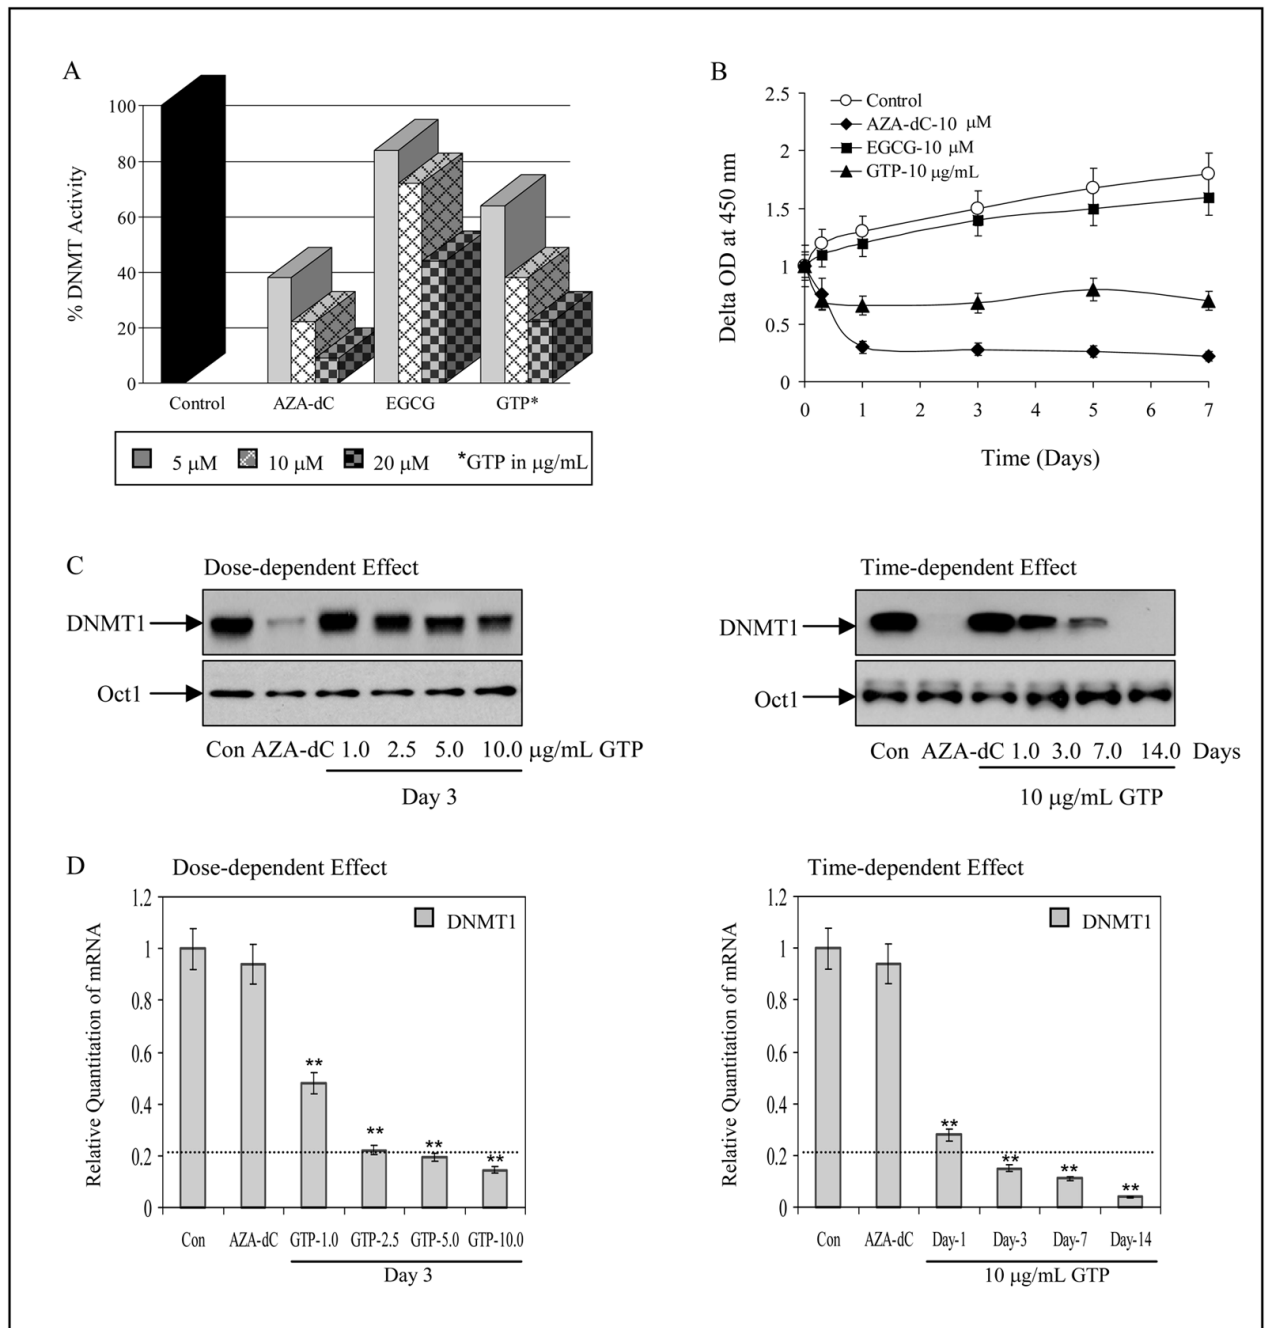 A
% DNMT Activity
100
80
60
40
20
0
Control AZA-dC EGCG GTP*
5 μM 10 μM 20 μM *GTP in μg/mL
B
Delta OD at 450 nm
2.5
2
1.5
1
0.5
0
Control
AZA-dC-10 μM
EGCG-10 μM
GTP-10 μg/mL
0 1 2 3 4 5 6 7
Time (Days)
C
Dose-dependent Effect
DNMT1
Oct1
Con AZA-dC 1.0 2.5 5.0 10.0 μg/mL GTP
Day 3
Time-dependent Effect
DNMT1
Oct1
Con AZA-dC 1.0 3.0 7.0 14.0 Days
10 μg/mL GTP
D
Dose-dependent Effect
Relative Quantitation of mRNA
1.2
1
0.8
0.6
0.4
0.2
0
DNMT1
**
**
**
**
Con AZA-dC GTP-1.0 GTP-2.5 GTP-5.0 GTP-10.0
Day 3
Time-dependent Effect
Relative Quantitation of mRNA
1.2
1
0.8
0.6
0.4
0.2
0
DNMT1
**
**
**
**
Con AZA-dC Day-1 Day-3 Day-7 Day-14
10 μg/mL GTP